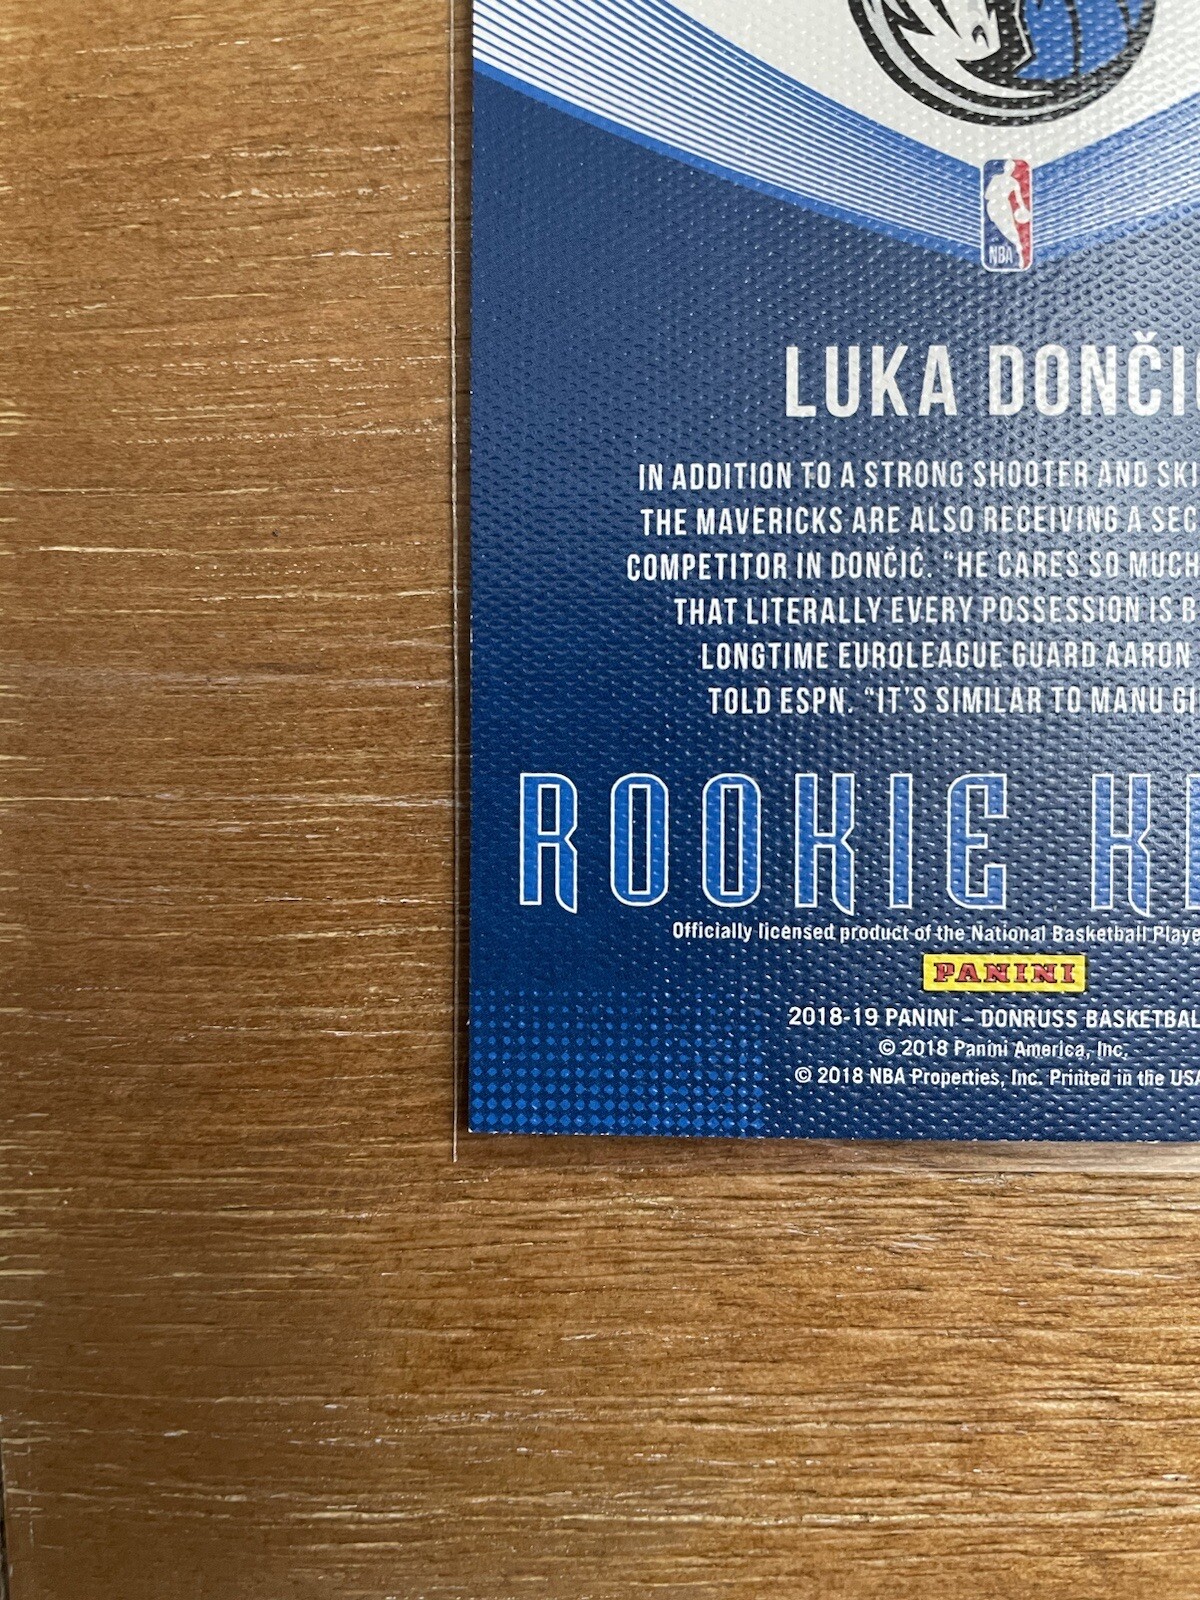 NBA
LUKA DONČI
IN ADDITION TO A STRONG SHOOTER AND SK
THE MAVERICKS ARE ALSO RECEIVING A SEC
COMPETITOR IN DONČIĆ. “HE CARES SO MUCH
THAT LITERALLY EVERY POSSESSION IS
LONGTIME EUROLEAGUE GUARD AARON
TOLD ESPN. “IT'S SIMILAR TO MANU G
ROOKIE K
Officially licensed product of the National Basketball Playe
PANINI
2018-19 PANINI – DONRUSS BASKETBAL
© 2018 Panini America, Inc.
© 2018 NBA Properties, Inc. Printed in the USA